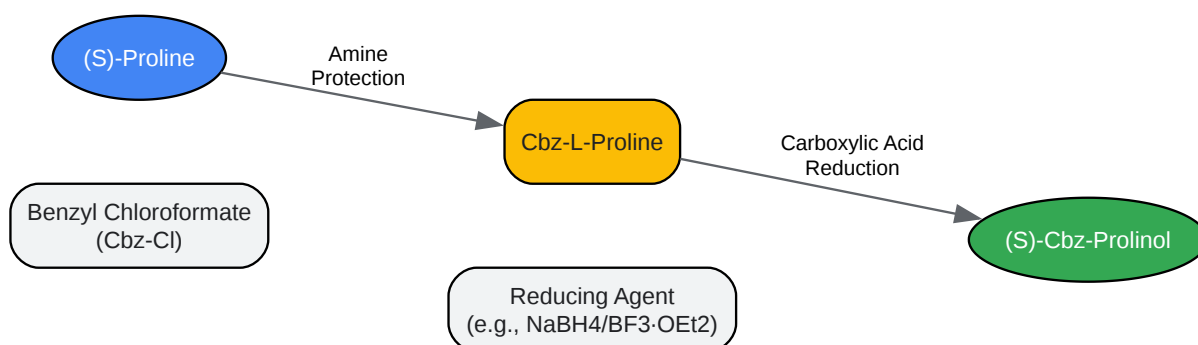 (S)-Proline
Amine
Protection
Cbz-L-Proline
Carboxylic Acid
Reduction
Benzyl Chloroformate
(Cbz-Cl)
(S)-Cbz-Prolinol
Reducing Agent
(e.g., NaBH4/BF3·OEt2)